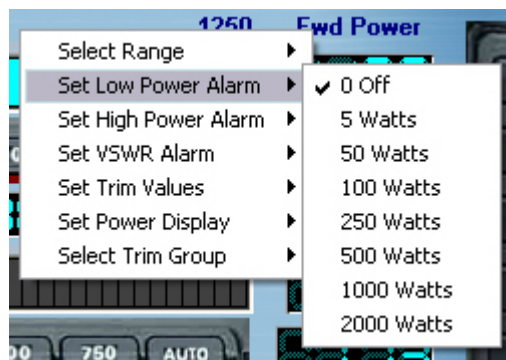 1250 Fwd Power
Select Range
Set Low Power Alarm
Set High Power Alarm
Set VSWR Alarm
Set Trim Values
Set Power Display
Select Trim Group
0 Off
5 Watts
50 Watts
100 Watts
250 Watts
500 Watts
1000 Watts
2000 Watts
750 AUTO